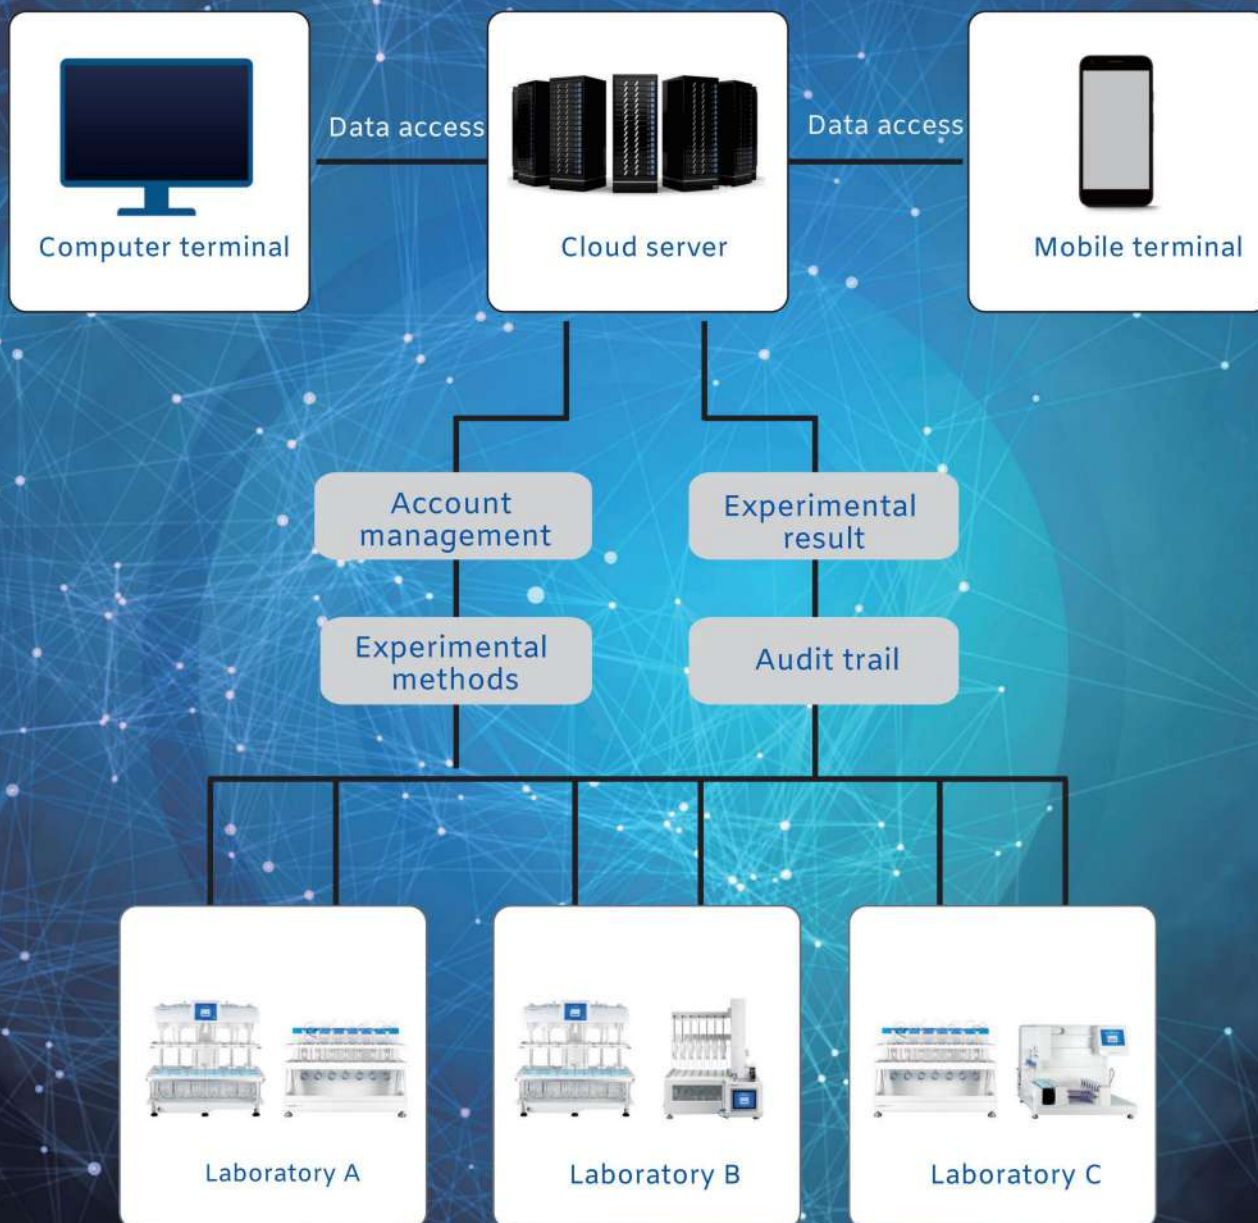 Data access
Data access
Computer terminal
Cloud server
Mobile terminal
Account
management
Experimental
result
Experimental
methods
Audit trail
Laboratory A
Laboratory B
Laboratory C